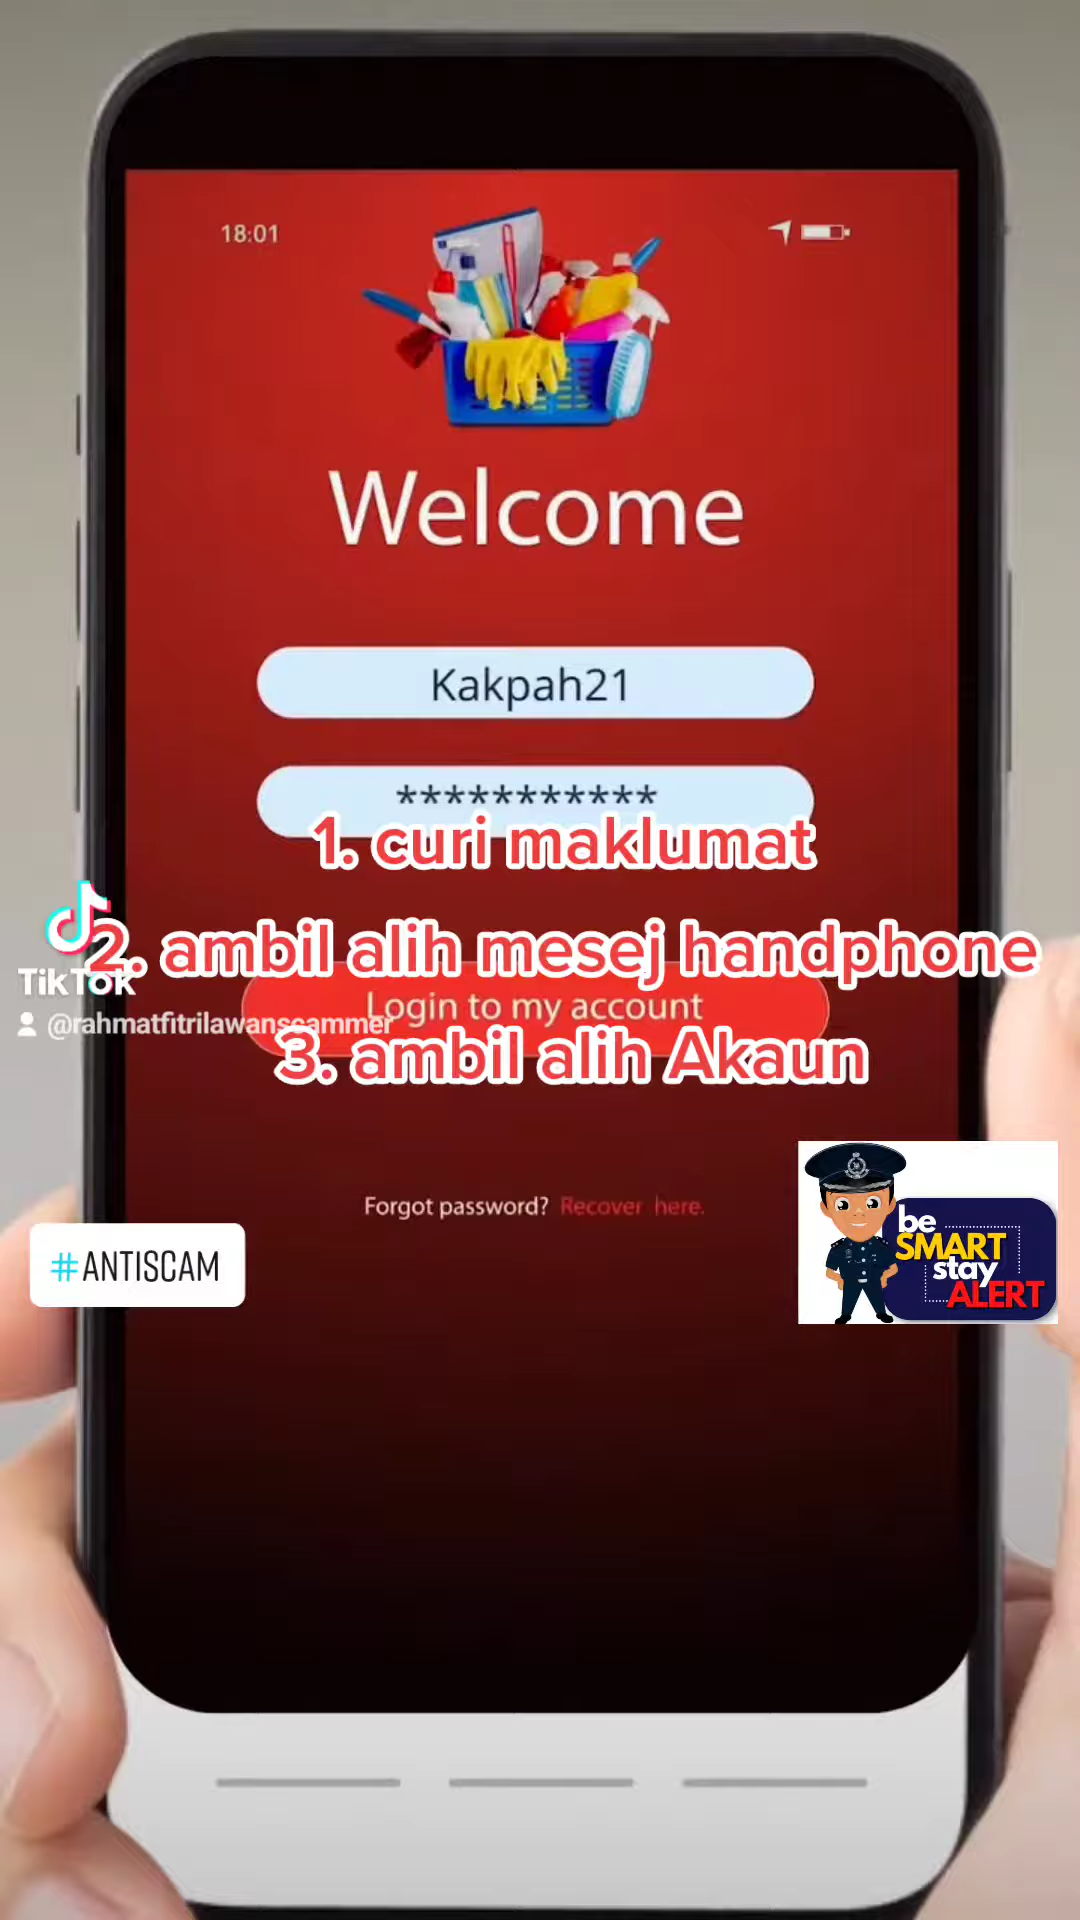 18:01
Welcome
Kakpah21
***********
1. curi maklumat
2. ambil alih mesej handphone
TikTok
Login to my account
@rahmatfitrilawanscammer
3. ambil alih Akaun
Forgot password? Recover here.
#ANTISCAM
be
SMART
stay
ALERT